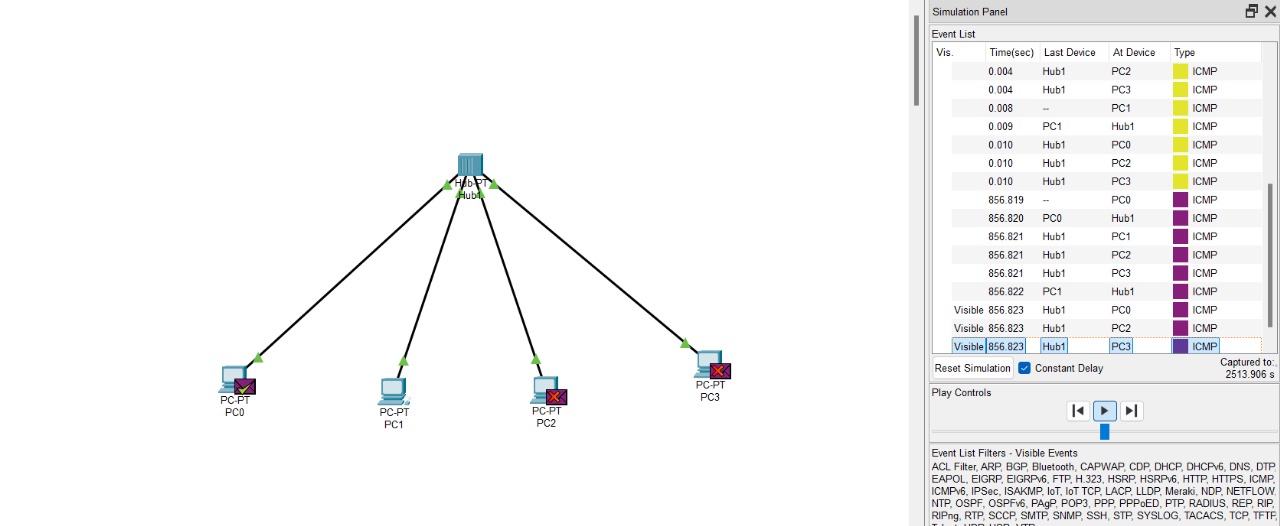 Simulation Panel
Event List
Vis. Time(sec) Last Device At Device Type
0.004 Hub1 PC2 ICMP
0.004 Hub1 PC3 ICMP
0.008 -- PC1 ICMP
0.009 PC1 Hub1 ICMP
0.010 Hub1 PC0 ICMP
0.010 Hub1 PC2 ICMP
0.010 Hub1 PC3 ICMP
856.819 -- PC0 ICMP
856.820 PC0 Hub1 ICMP
856.821 Hub1 PC1 ICMP
856.821 Hub1 PC2 ICMP
856.821 Hub1 PC3 ICMP
856.822 PC1 Hub1 ICMP
Visible 856.823 Hub1 PC0 ICMP
Visible 856.823 Hub1 PC2 ICMP
Visible 856.823 Hub1 PC3 ICMP
Reset Simulation Constant Delay
Captured to:
2513.906 s
Play Controls
Event List Filters - Visible Events
ACL Filter, ARP, BGP, Bluetooth, CAPWAP, CDP, DHCP, DHCPv6, DNS, DTP,
EAPOL, EIGRP, EIGRPv6, FTP, H.323, HSRP, HSRPv6, HTTP, HTTPS, ICMP,
ICMPv6, IPSec, ISAKMP, IoT, IoT TCP, LACP, LLDP, Meraki, NDP, NETFLOW,
NTP, OSPF, OSPFv6, PAgP, POP3, PPP, PPPoED, PTP, RADIUS, REP, RIP,
RIPng, RTP, SCCP, SMTP, SNMP, SSH, STP, SYSLOG, TACACS, TCP, TFTP,
Hub-PT
Hub1
PC-PT
PC0
PC-PT
PC1
PC-PT
PC2
PC-PT
PC3